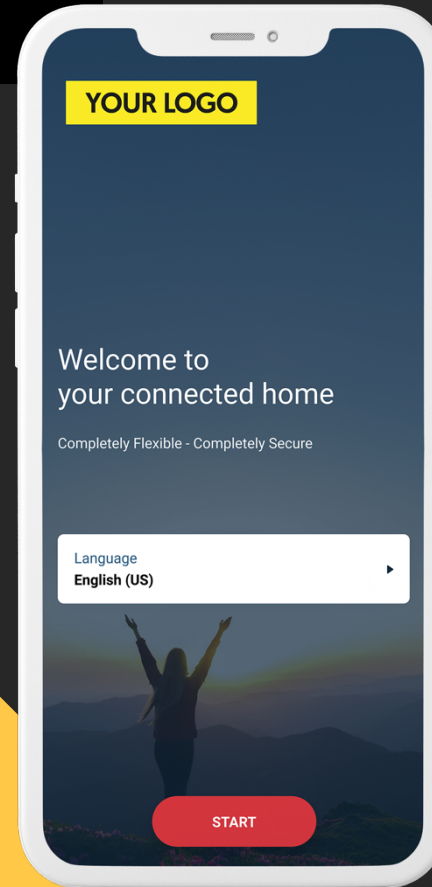 YOUR LOGO
Welcome to
your connected home
Completely Flexible - Completely Secure
Language
English (US)
START